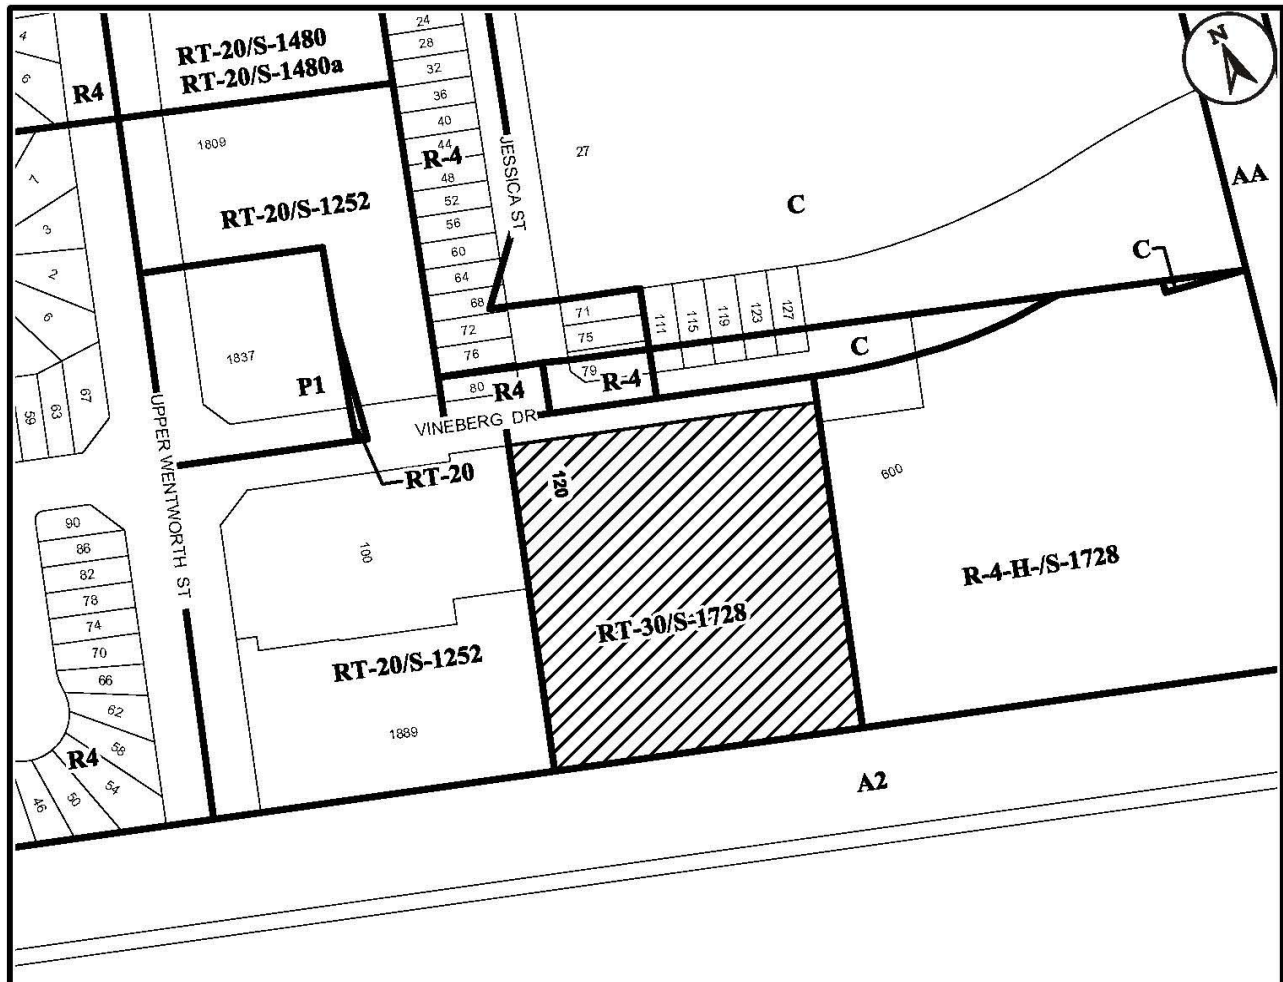 N
RT-20/S-1480
RT-20/S-1480a
R4
4
6
7
3
2
6
67
63
59
1809
RT-20/S-1252
1837
P1
24
28
32
36
40
44
R-4
48
52
56
60
64
68
72
76
80
JESSICA ST
27
C
AA
C
71
75
79
111
115
119
123
127
C
R4
R-4
VINEBERG DR
RT-20
UPPER WENTWORTH ST
120
100
600
R-4-H-/S-1728
RT-30/S-1728
RT-20/S-1252
1889
90
86
82
78
74
70
66
62
58
54
50
46
R4
A2